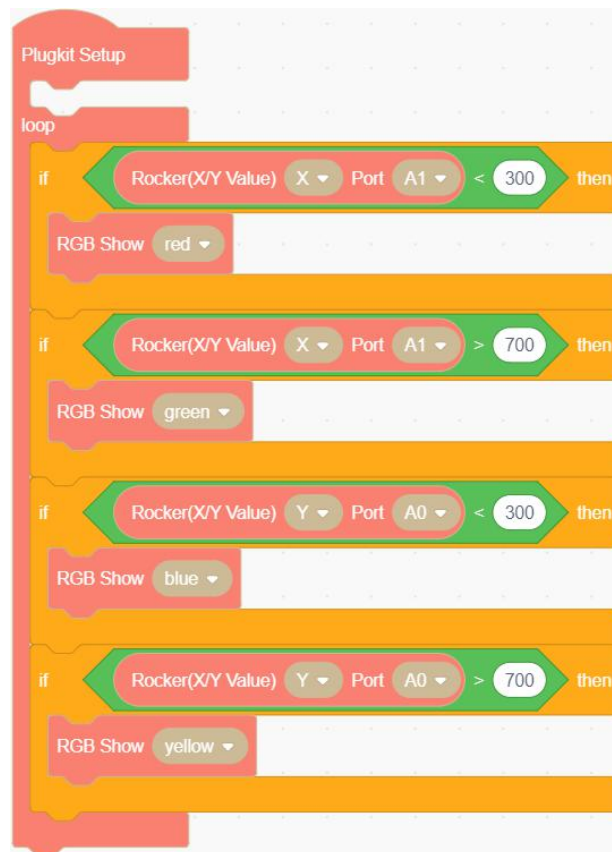 Plugkit Setup
loop
if Rocker(X/Y Value) X Port A1 < 300 then
RGB Show red
if Rocker(X/Y Value) X Port A1 > 700 then
RGB Show green
if Rocker(X/Y Value) Y Port A0 < 300 then
RGB Show blue
if Rocker(X/Y Value) Y Port A0 > 700 then
RGB Show yellow